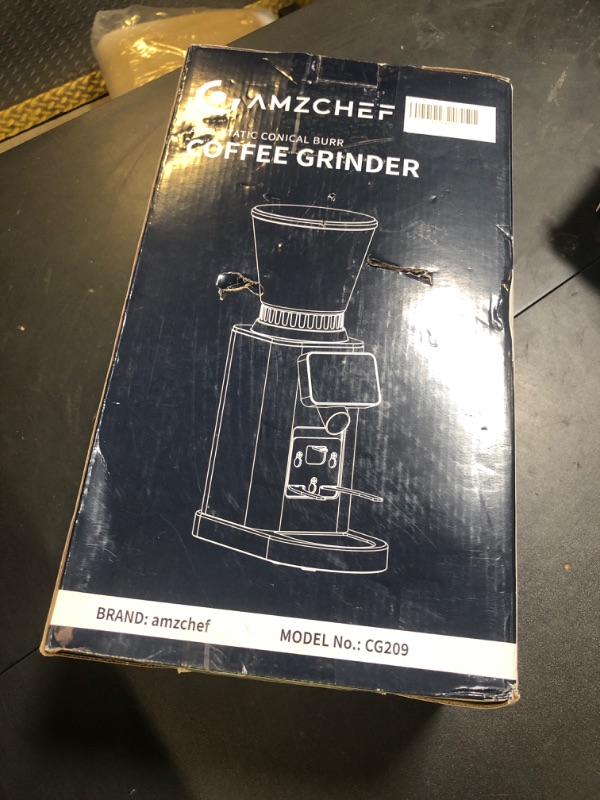 AMZCHEF
CONICAL BURR
COFFEE GRINDER
BRAND: amzchef
MODEL No.: CG209